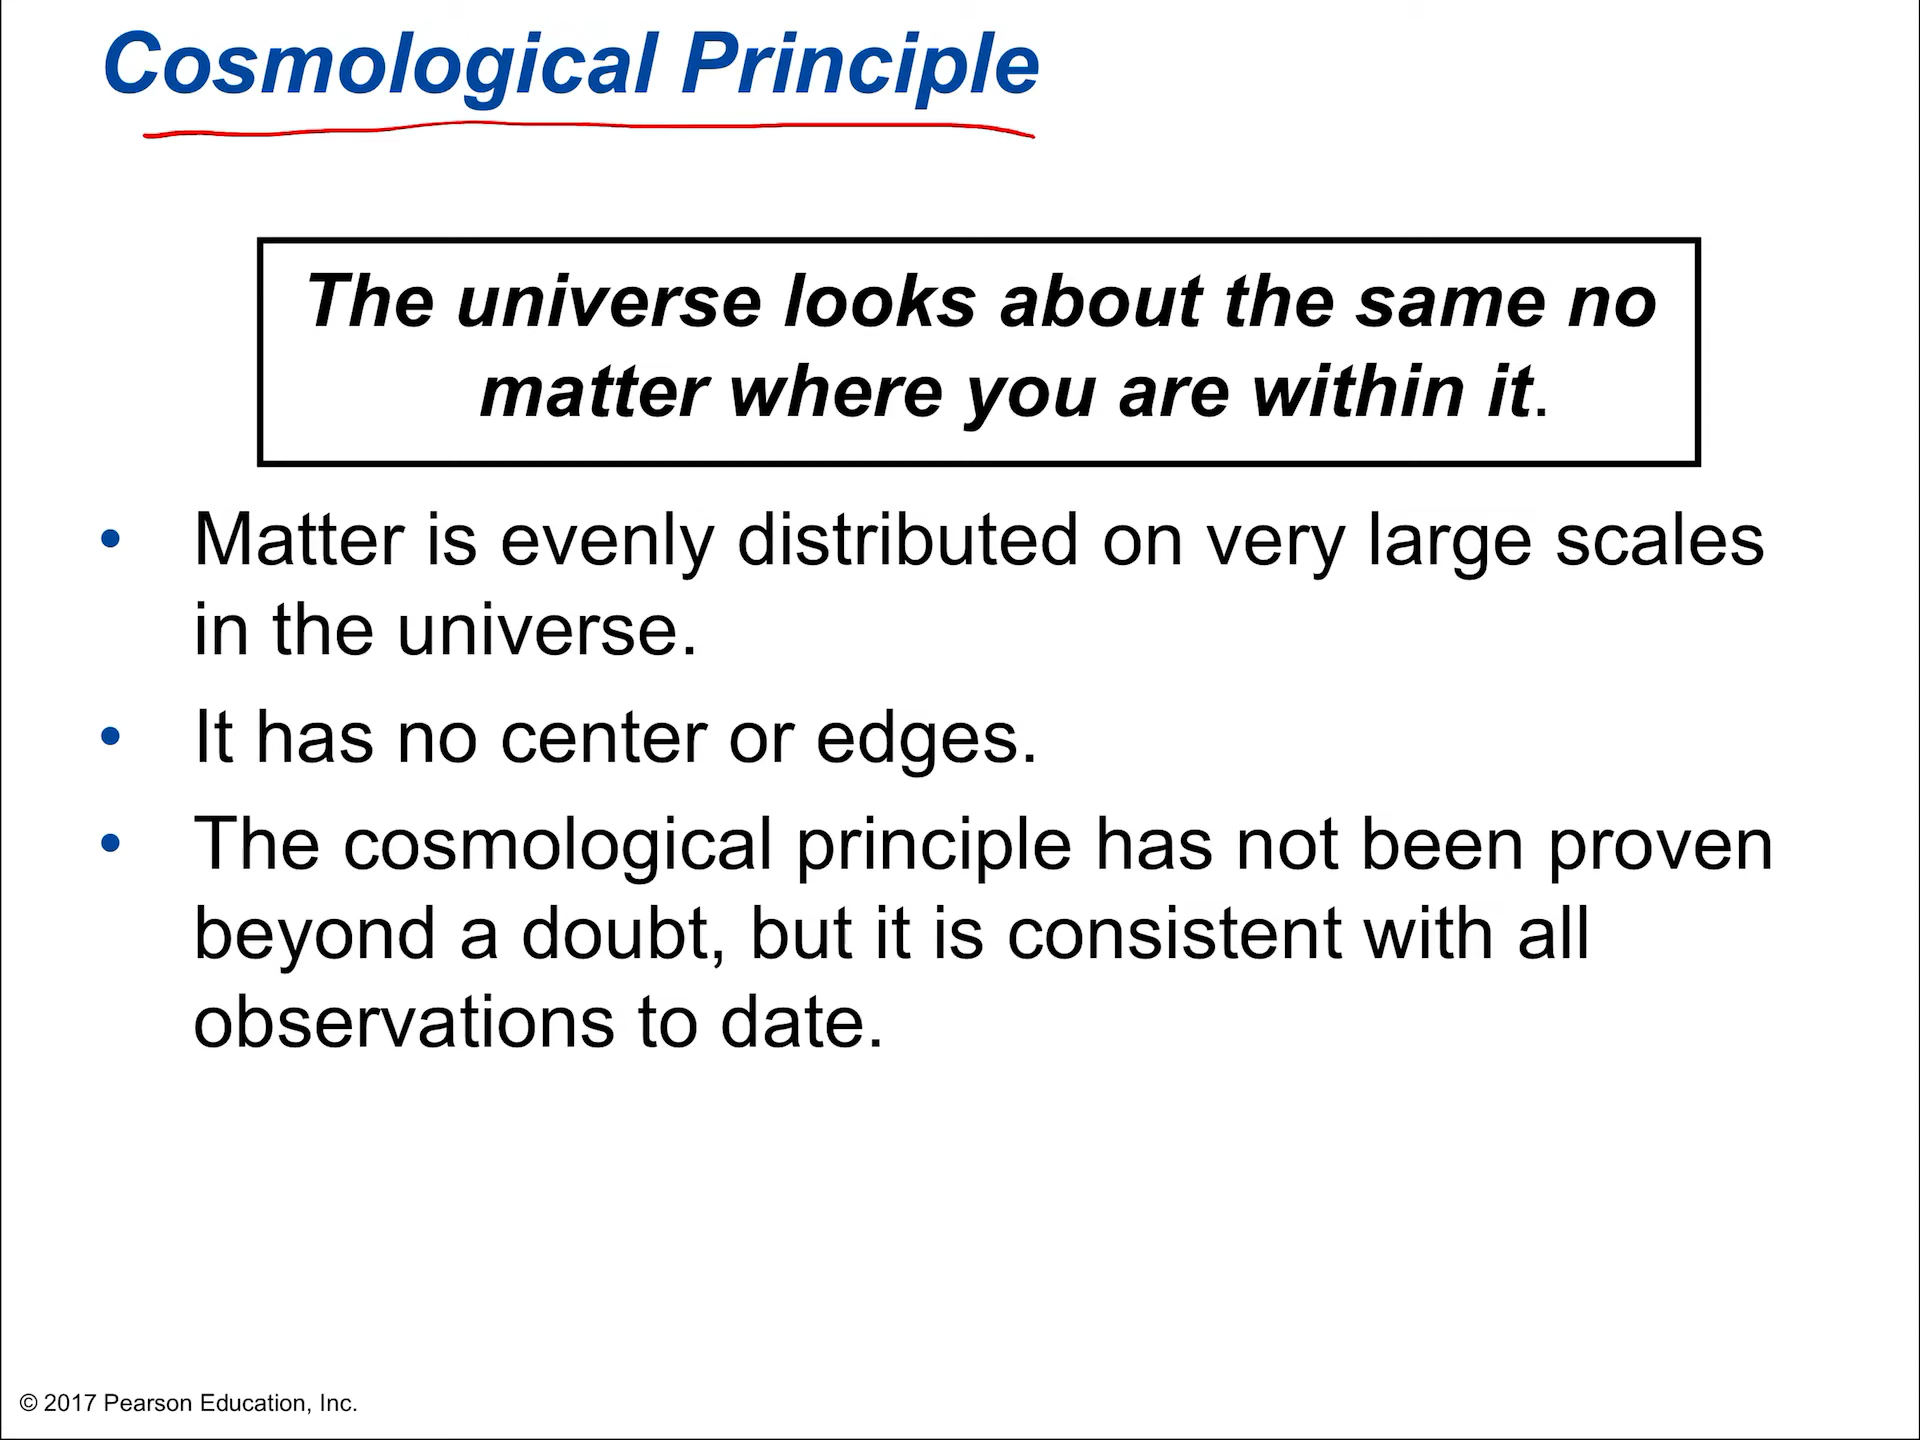 Cosmological Principle
The universe looks about the same no
matter where you are within it.
• Matter is evenly distributed on very large scales
in the universe.
• It has no center or edges.
• The cosmological principle has not been proven
beyond a doubt, but it is consistent with all
observations to date.
© 2017 Pearson Education, Inc.